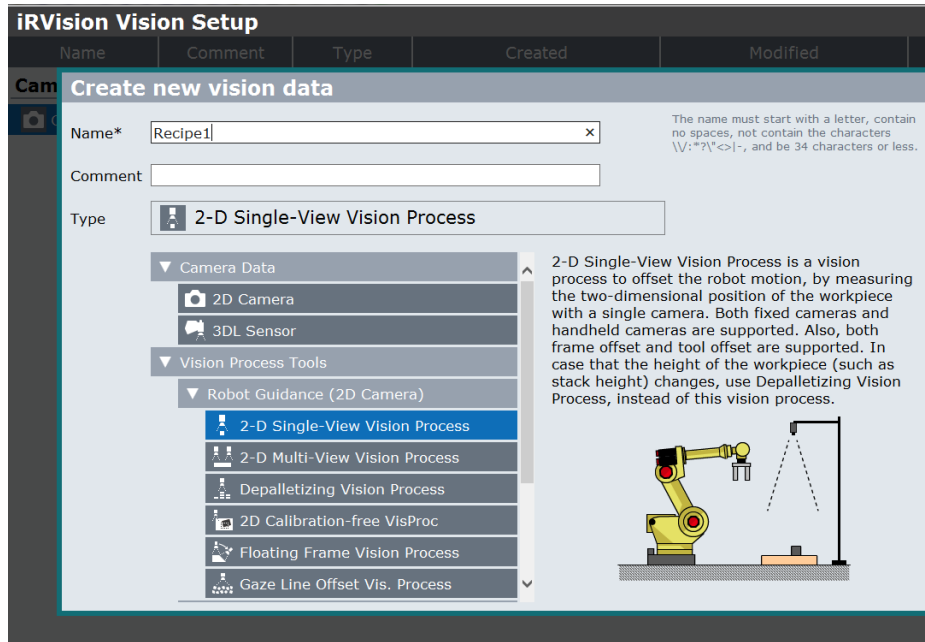 iRVision Vision Setup
Name Comment Type Created Modified
Cam
Create new vision data
Name* Recipe1 ×
The name must start with a letter, contain
no spaces, not contain the characters
\\/:*?\"<>|-, and be 34 characters or less.
Comment
Type 2-D Single-View Vision Process
Camera Data
2D Camera
3DL Sensor
Vision Process Tools
Robot Guidance (2D Camera)
2-D Single-View Vision Process
2-D Multi-View Vision Process
Depalletizing Vision Process
2D Calibration-free VisProc
Floating Frame Vision Process
Gaze Line Offset Vis. Process
2-D Single-View Vision Process is a vision
process to offset the robot motion, by measuring
the two-dimensional position of the workpiece
with a single camera. Both fixed cameras and
handheld cameras are supported. Also, both
frame offset and tool offset are supported. In
case that the height of the workpiece (such as
stack height) changes, use Depalletizing Vision
Process, instead of this vision process.